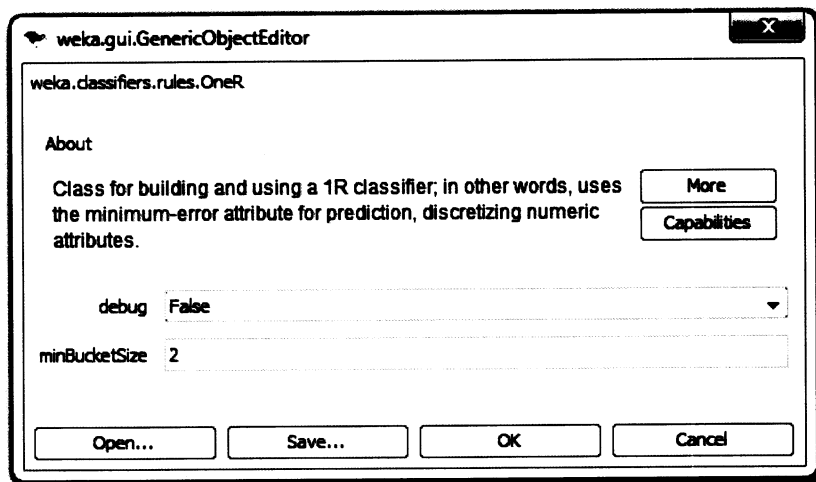 weka.gui.GenericObjectEditor
X
weka.classifiers.rules.OneR
About
Class for building and using a 1R classifier; in other words, uses
the minimum-error attribute for prediction, discretizing numeric
attributes.
More
Capabilities
debug False
minBucketSize 2
Open... Save... OK Cancel